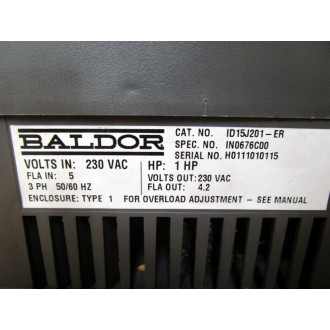 BALDOR
CAT. NO. ID15J201-ER
SPEC. NO. IN0676C00
SERIAL NO. H0111010115
VOLTS IN: 230 VAC HP: 1 HP
FLA IN: 5 VOLTS OUT: 230 VAC
3 PH 50/60 HZ FLA OUT: 4.2
ENCLOSURE: TYPE 1 FOR OVERLOAD ADJUSTMENT - SEE MANUAL